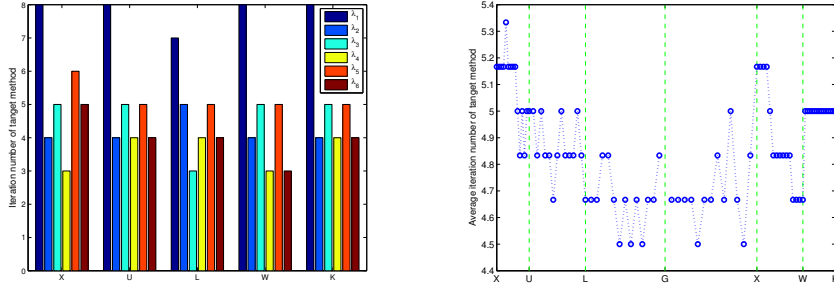 8
7
6
5
4
3
2
1
0
Iteration number of tanget method
X U L W K
λ1
λ2
λ3
λ4
λ5
λ6
5.4
5.3
5.2
5.1
5
4.9
4.8
4.7
4.6
4.5
4.4
Average iteration number of tanget method
X U L G X W K